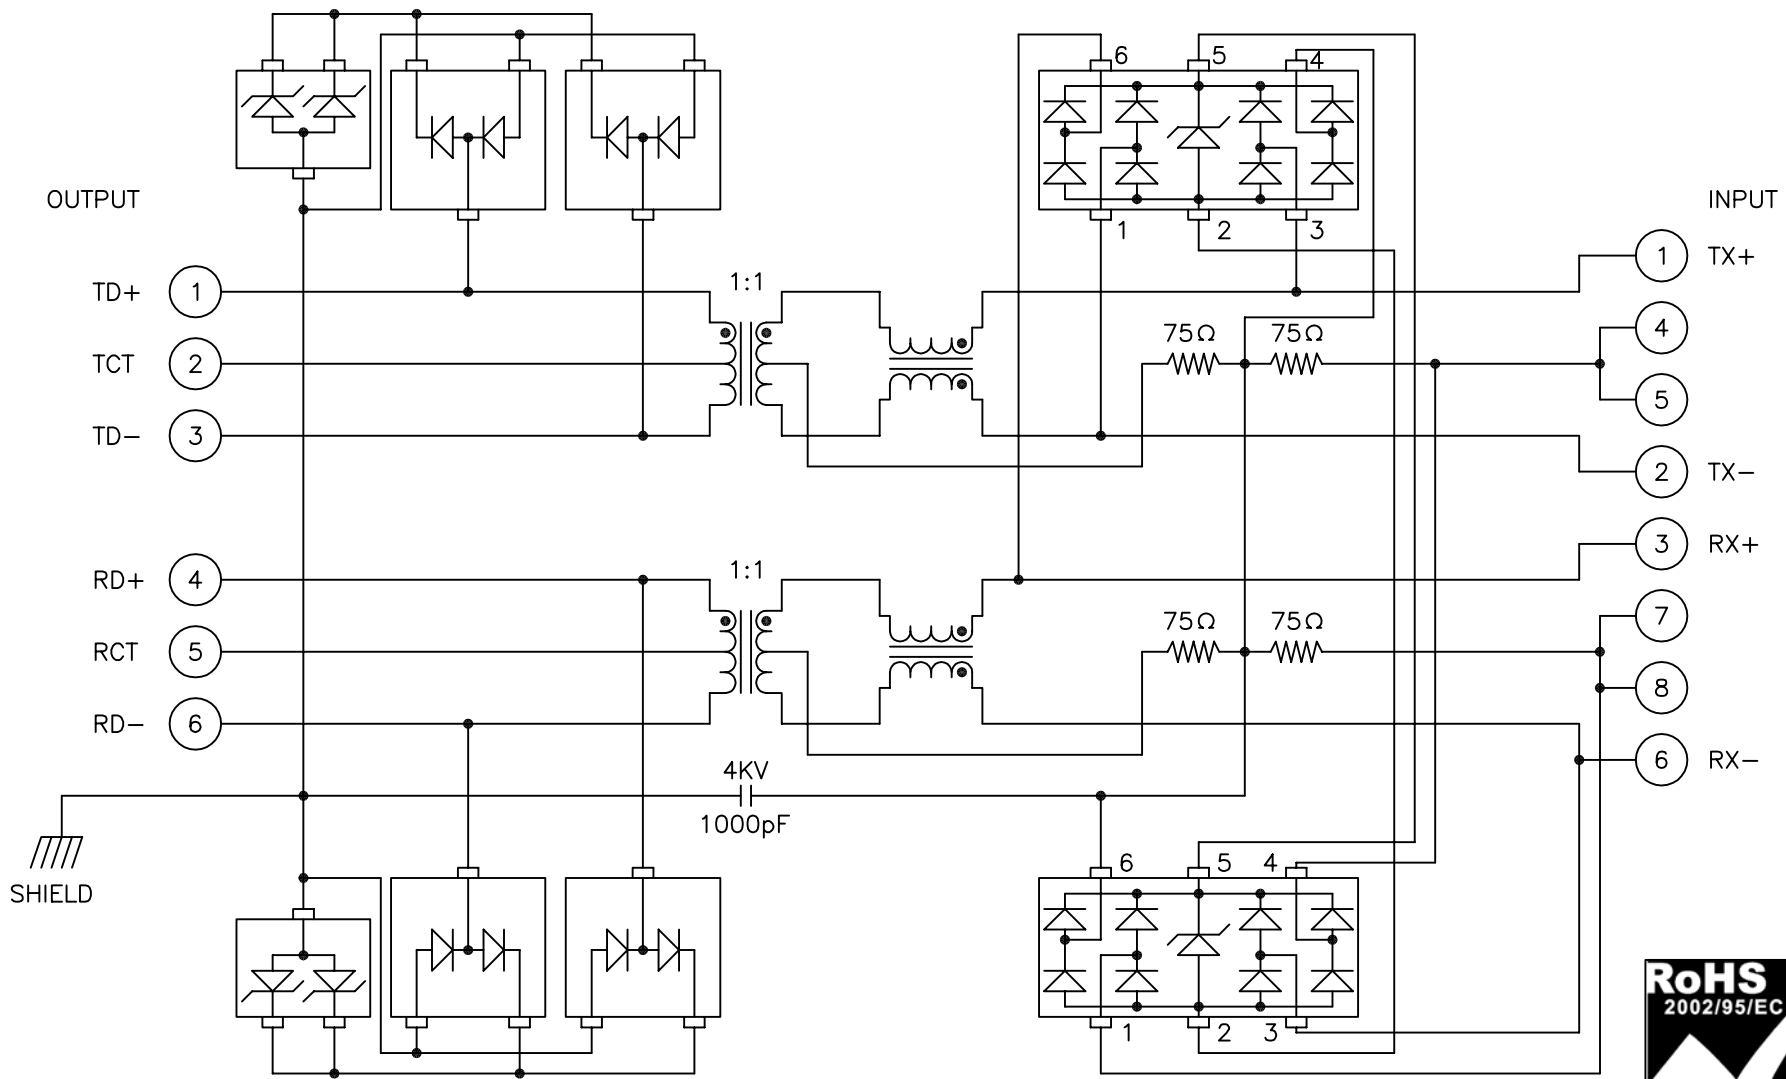 6 5 4
OUTPUT
INPUT
1 2 3
TD+ 1
1:1
1 TX+
75Ω 75Ω
4
TCT 2
5
TD− 3
2 TX−
3 RX+
RD+ 4
1:1
75Ω 75Ω
7
RCT 5
8
RD− 6
6 RX−
4KV
1000pF
SHIELD
6 5 4
1 2 3
RoHS
2002/95/EC